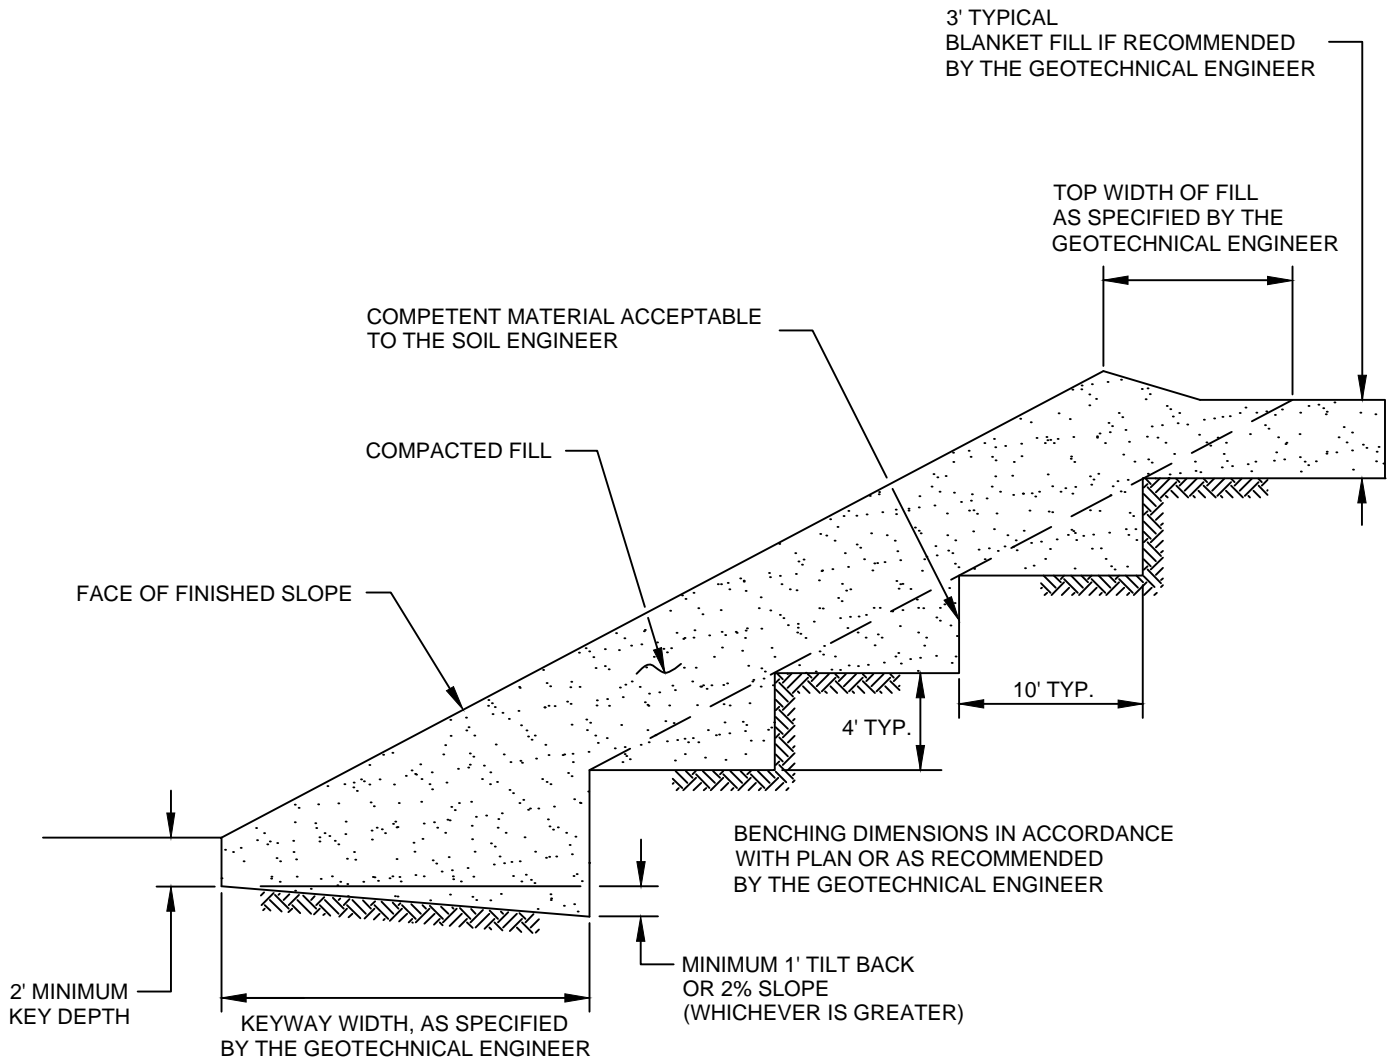 3' TYPICAL
BLANKET FILL IF RECOMMENDED
BY THE GEOTECHNICAL ENGINEER
TOP WIDTH OF FILL
AS SPECIFIED BY THE
GEOTECHNICAL ENGINEER
COMPETENT MATERIAL ACCEPTABLE
TO THE SOIL ENGINEER
COMPACTED FILL
FACE OF FINISHED SLOPE
10' TYP.
4' TYP.
BENCHING DIMENSIONS IN ACCORDANCE
WITH PLAN OR AS RECOMMENDED
BY THE GEOTECHNICAL ENGINEER
MINIMUM 1' TILT BACK
OR 2% SLOPE
(WHICHEVER IS GREATER)
2' MINIMUM
KEY DEPTH
KEYWAY WIDTH, AS SPECIFIED
BY THE GEOTECHNICAL ENGINEER